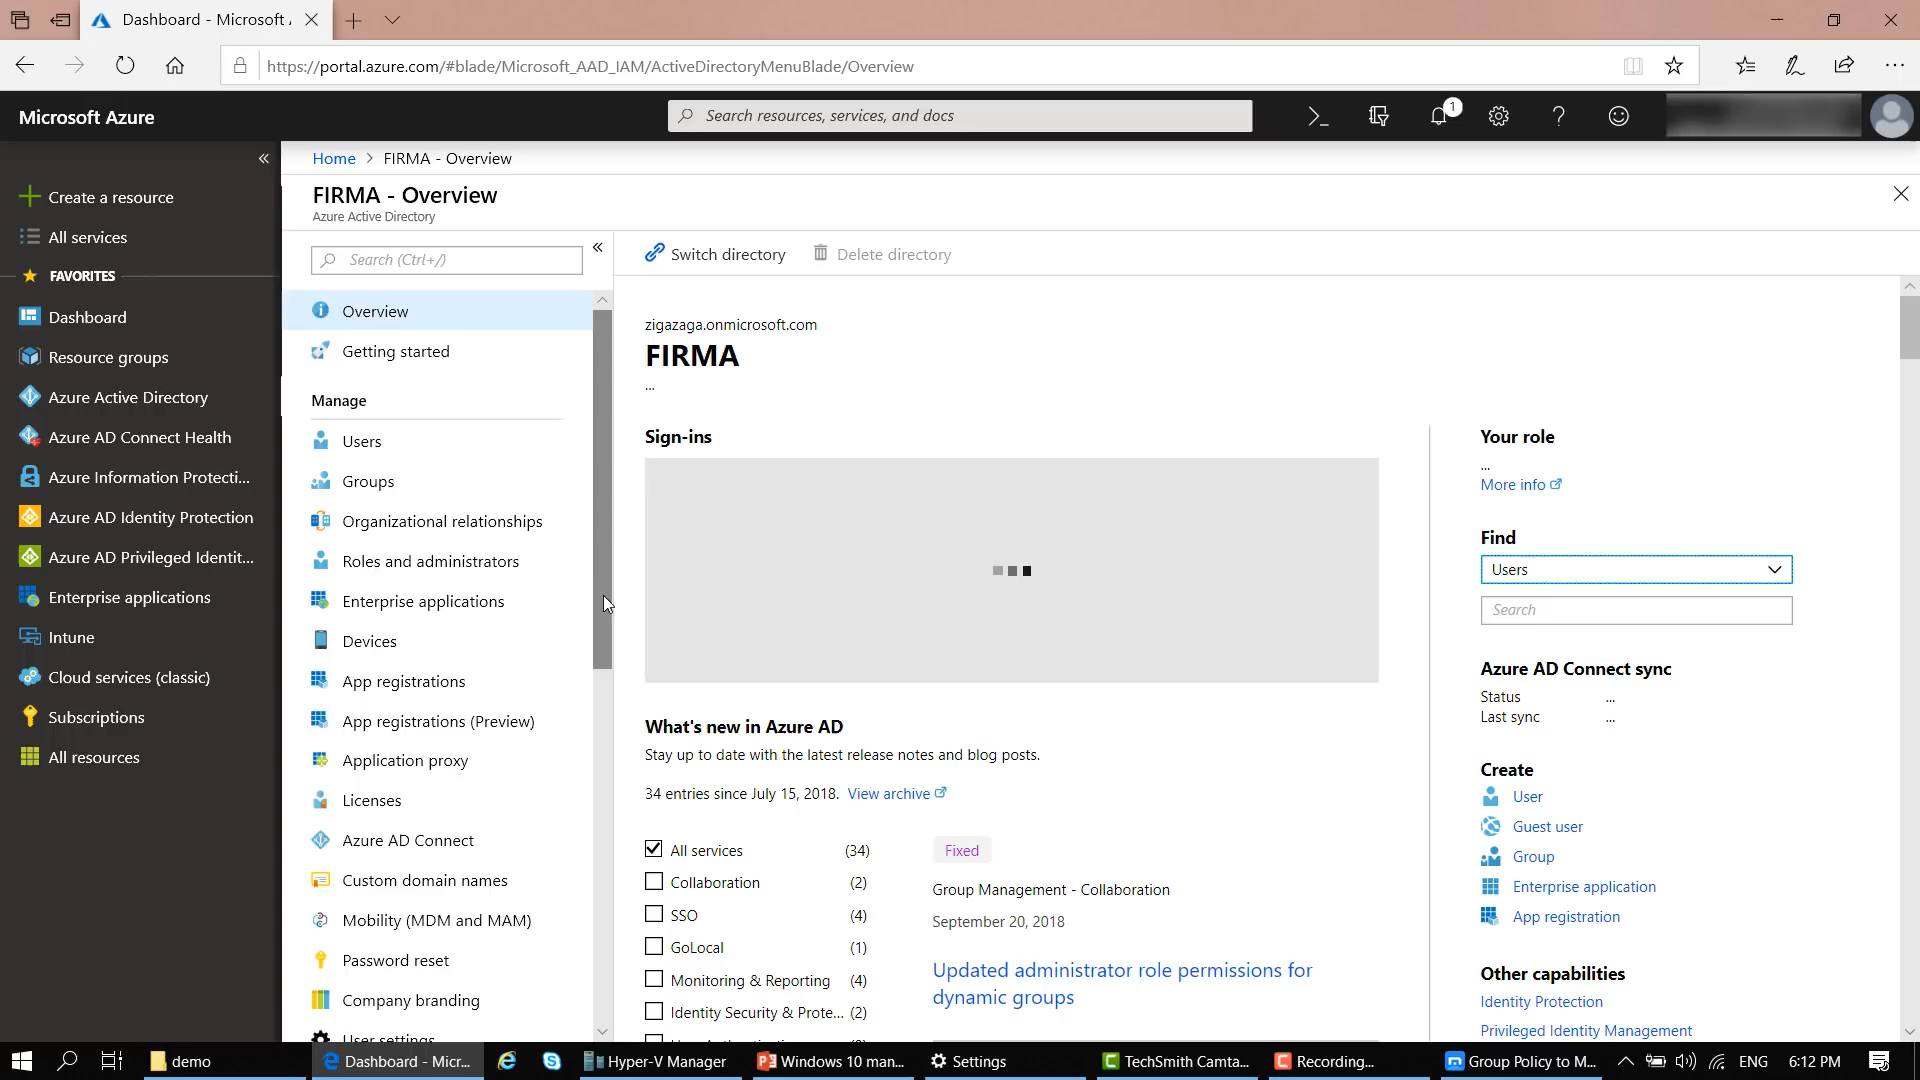 Dashboard - Microsoft A
https://portal.azure.com/#blade/Microsoft_AAD_IAM/ActiveDirectoryMenuBlade/Overview
Microsoft Azure
Search resources, services, and docs
1
Create a resource
All services
FAVORITES
Dashboard
Resource groups
Azure Active Directory
Azure AD Connect Health
Azure Information Protecti...
Azure AD Identity Protection
Azure AD Privileged Identit...
Enterprise applications
Intune
Cloud services (classic)
Subscriptions
All resources
Home > FIRMA - Overview
FIRMA - Overview
Azure Active Directory
Search (Ctrl+/)
Overview
Getting started
Manage
Users
Groups
Organizational relationships
Roles and administrators
Enterprise applications
Devices
App registrations
App registrations (Preview)
Application proxy
Licenses
Azure AD Connect
Custom domain names
Mobility (MDM and MAM)
Password reset
Company branding
User settings
Switch directory
Delete directory
zigazaga.onmicrosoft.com
FIRMA
...
Sign-ins
What's new in Azure AD
Stay up to date with the latest release notes and blog posts.
34 entries since July 15, 2018. View archive
All services (34)
Collaboration (2)
SSO (4)
GoLocal (1)
Monitoring & Reporting (4)
Identity Security & Prote... (2)
Fixed
Group Management - Collaboration
September 20, 2018
Updated administrator role permissions for
dynamic groups
Your role
...
More info
Find
Users
Search
Azure AD Connect sync
Status ...
Last sync ...
Create
User
Guest user
Group
Enterprise application
App registration
Other capabilities
Identity Protection
Privileged Identity Management
demo
Dashboard - Micr...
Hyper-V Manager
Windows 10 man...
Settings
TechSmith Camta...
Recording...
Group Policy to M...
ENG
6:12 PM